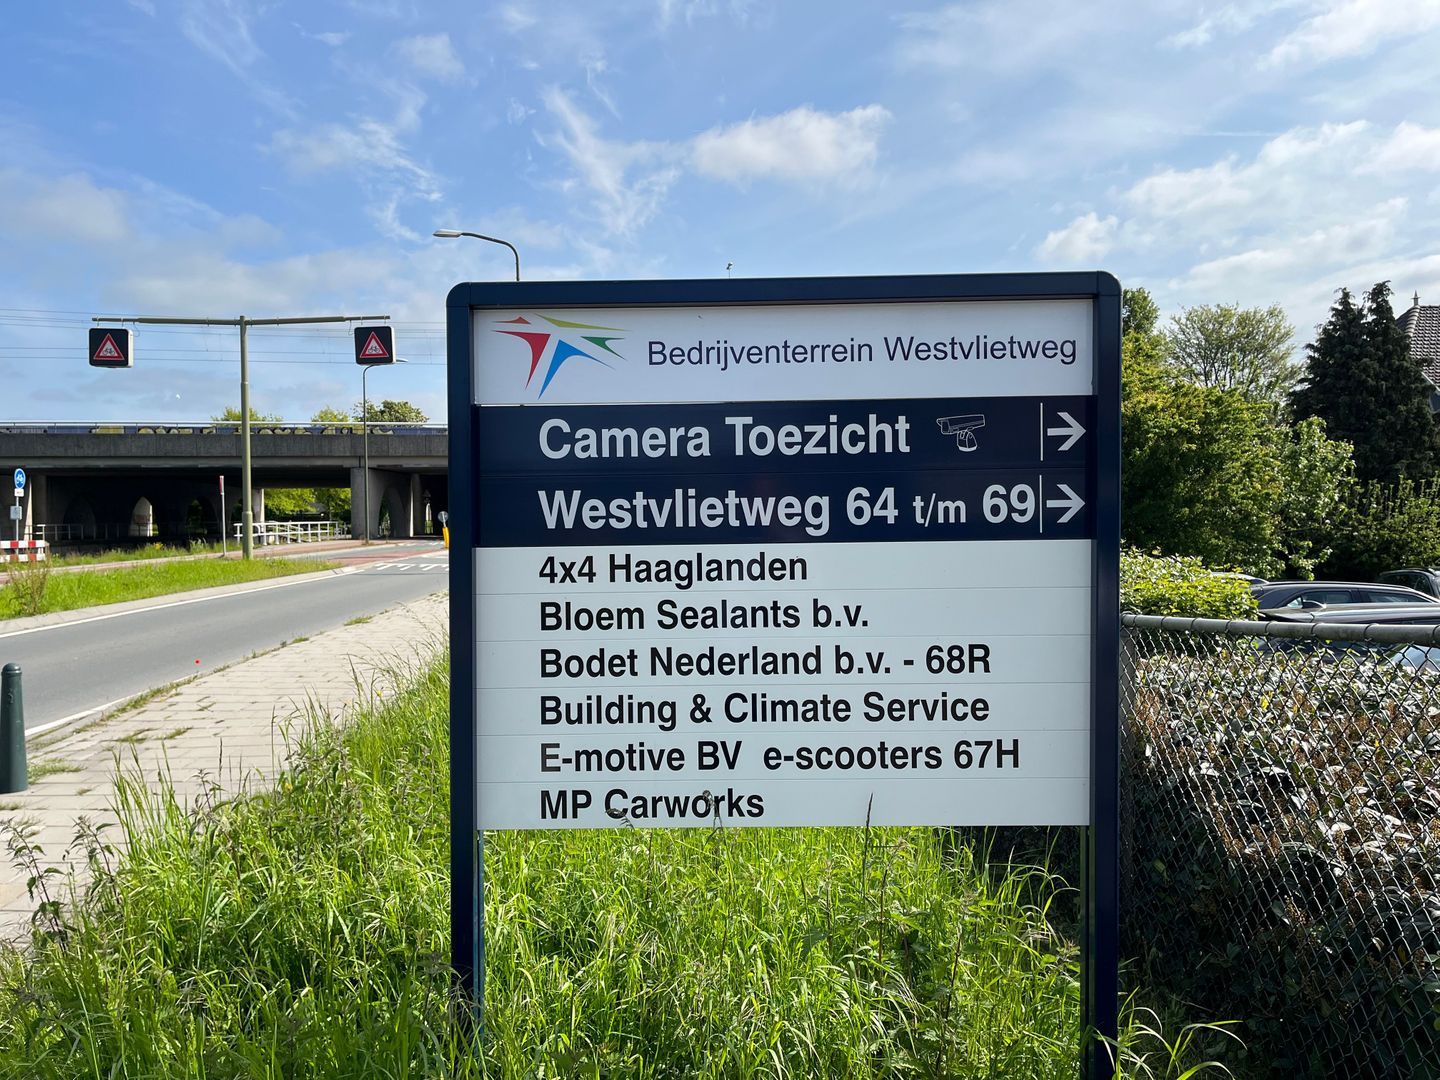 Bedrijventerrein Westvlietweg
Camera Toezicht
Westvlietweg 64 t/m 69
4x4 Haaglanden
Bloem Sealants b.v.
Bodet Nederland b.v. - 68R
Building & Climate Service
E-motive BV e-scooters 67H
MP Carworks